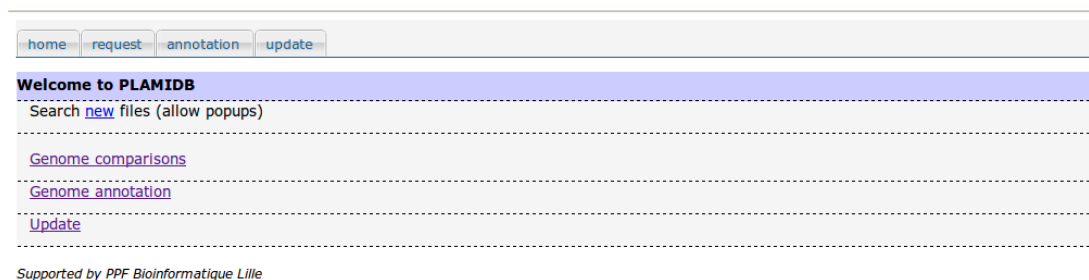 home request annotation update
Welcome to PLAMIDB
Search new files (allow popups)
Genome comparisons
Genome annotation
Update
Supported by PPF Bioinformatique Lille